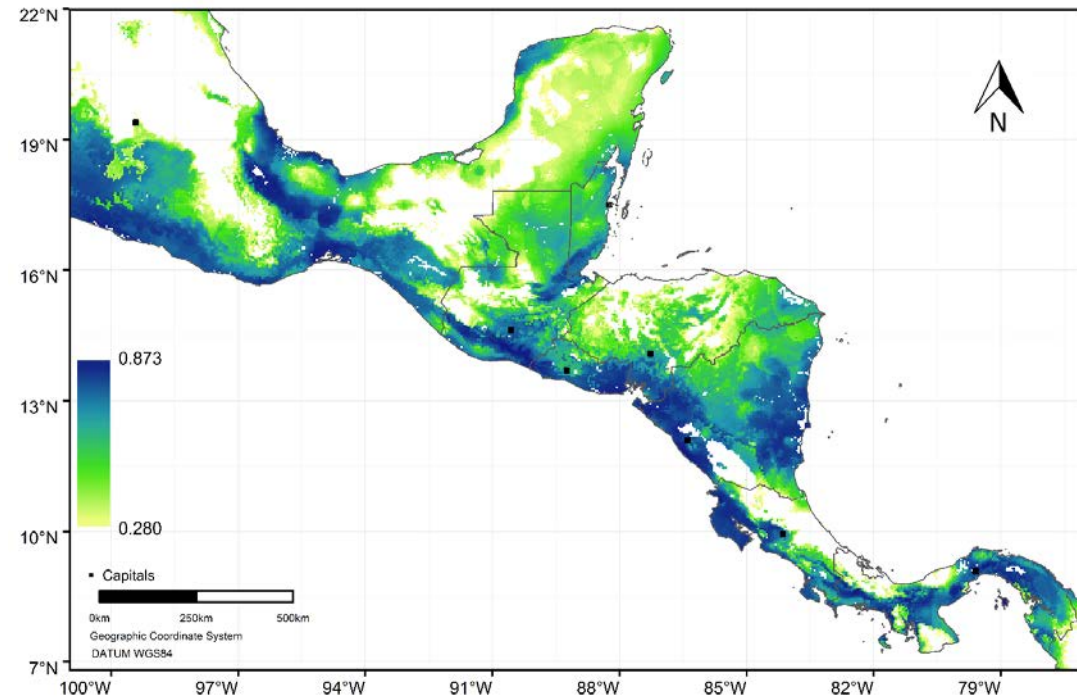 22°N
19°N
16°N
13°N
10°N
7°N
N
0.873
0.280
Capitals
0km 250km 500km
Geographic Coordinate System
DATUM WGS84
100°W 97°W 94°W 91°W 88°W 85°W 82°W 79°W